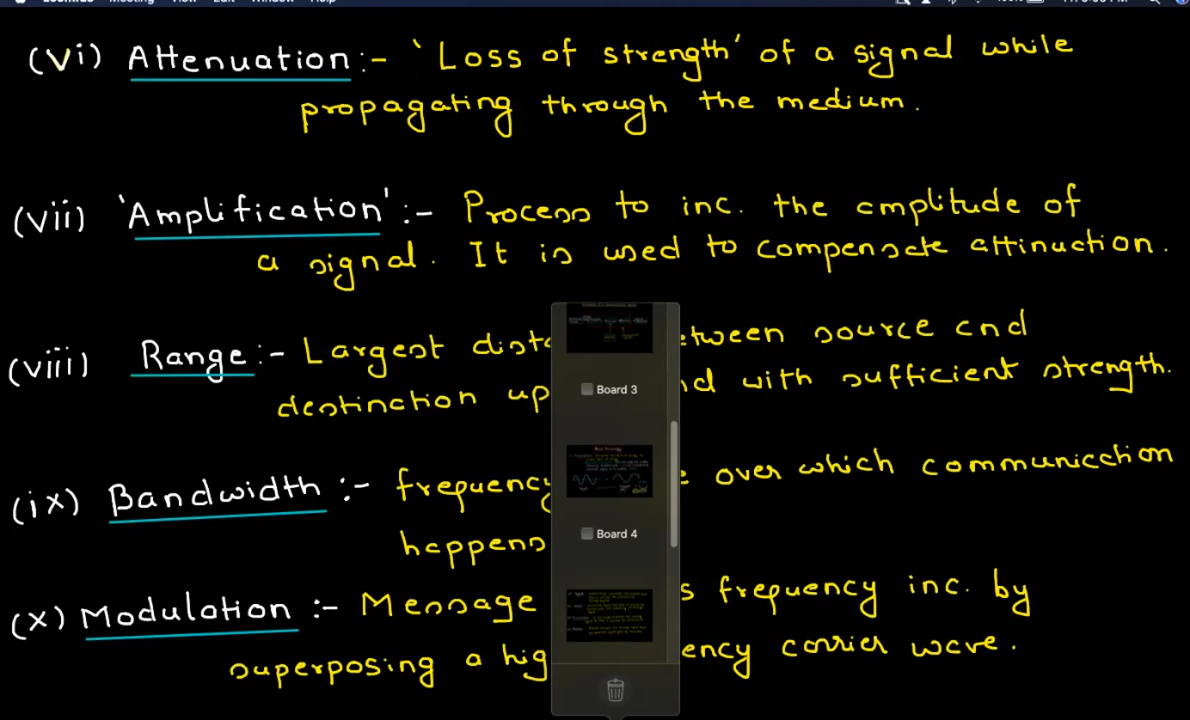 (vi) Attenuation :- 'Loss of strength' of a signal while
propagating through the medium.
(vii) 'Amplification' :- Process to inc. the amplitude of
a signal. It is used to compensate attinuation.
(viii) Range :- Largest dista etween source and
destination up nd with sufficient strength.
(ix) Bandwidth :- frequency e over which communication
happens
(x) Modulation :- Message s frequency inc. by
superposing a hig ency carrier wave.
Board 3
Board 4